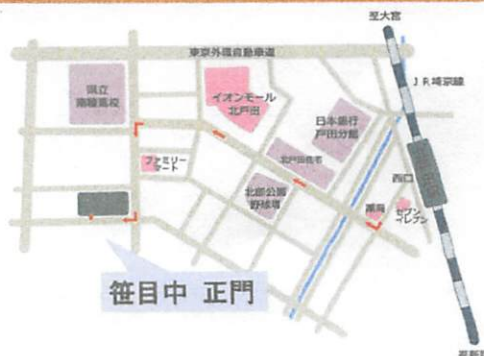 至大宮
東京外環自動車道
JR埼京線
県立
南稜高校
イオンモール
北戸田
日本銀行
戸田分館
ファミリー
マート
北戸田住宅
北部公園
野球場
西口
薬局
セブン
イレブン
笹目中 正門